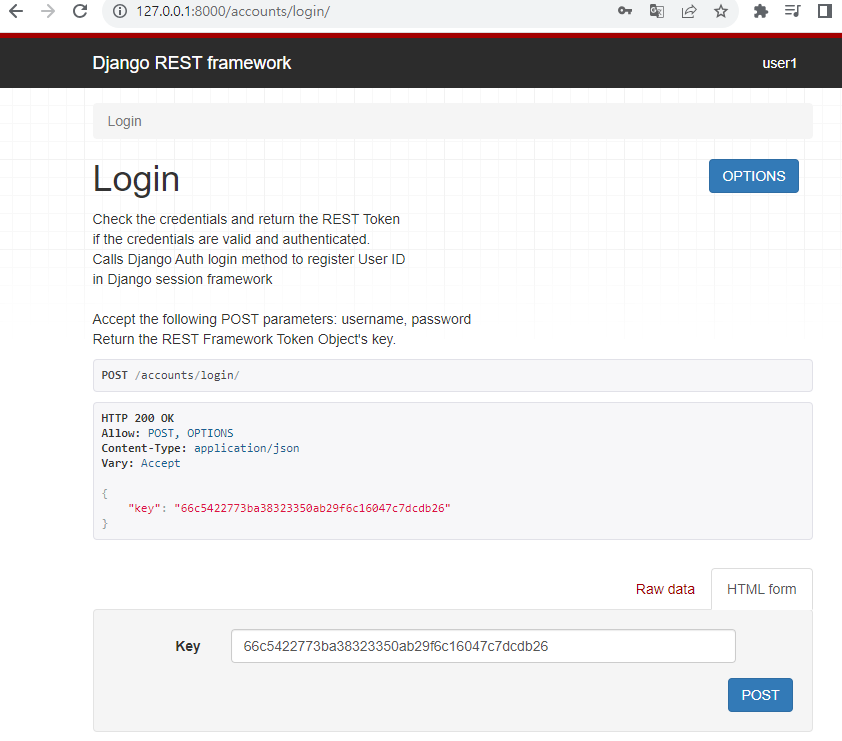 127.0.0.1:8000/accounts/login/
Django REST framework
user1
Login
Login
OPTIONS
Check the credentials and return the REST Token
if the credentials are valid and authenticated.
Calls Django Auth login method to register User ID
in Django session framework
Accept the following POST parameters: username, password
Return the REST Framework Token Object's key.
POST /accounts/login/
HTTP 200 OK
Allow: POST, OPTIONS
Content-Type: application/json
Vary: Accept
{
    "key": "66c5422773ba38323350ab29f6c16047c7dcdb26"
}
Raw data
HTML form
Key
66c5422773ba38323350ab29f6c16047c7dcdb26
POST